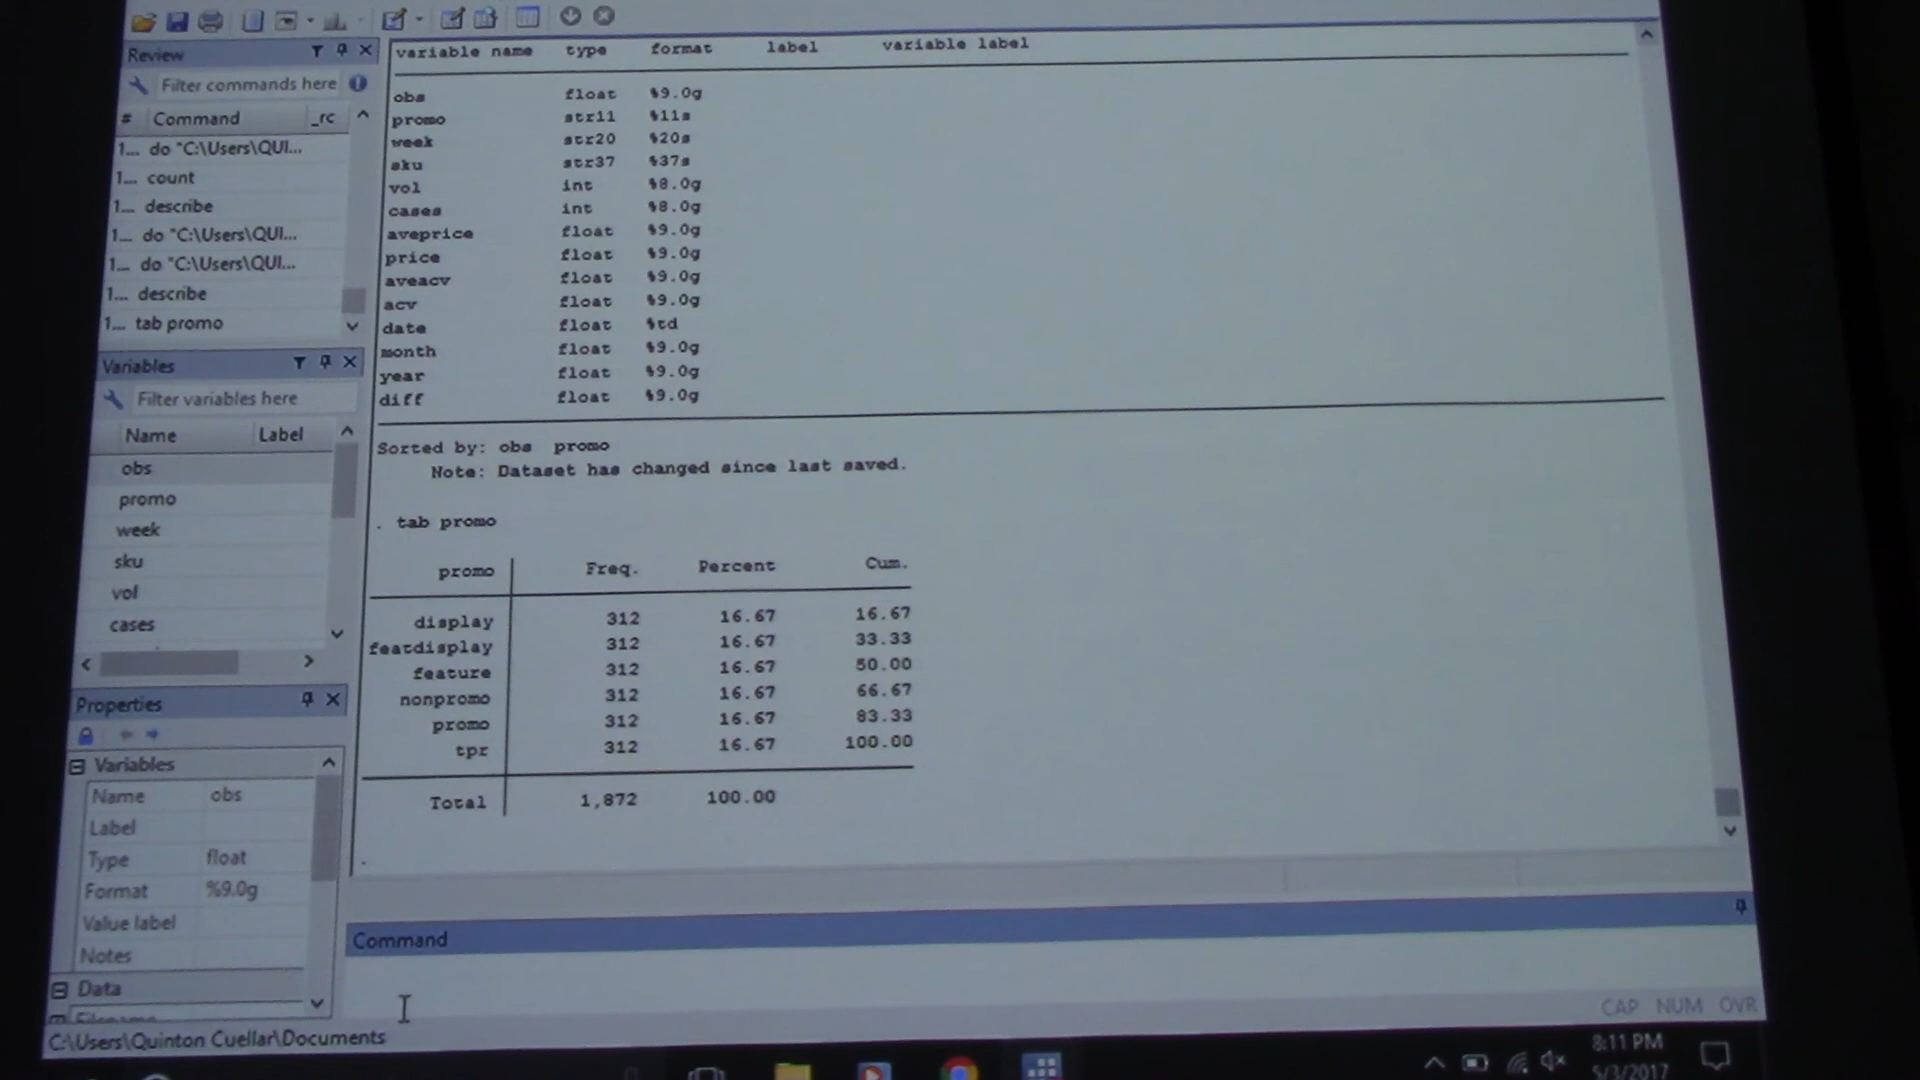 Review
Filter commands here
# Command _rc
1... do "C:\Users\QUI...
1... count
1... describe
1... do "C:\Users\QUI...
1... do "C:\Users\QUI...
1... describe
1... tab promo
Variables
Filter variables here
Name Label
obs
promo
week
sku
vol
cases
Properties
Variables
Name obs
Label
Type float
Format %9.0g
Value label
Notes
Data
Filename
C:\Users\Quinton Cuellar\Documents
variable name type format label variable label
obs float %9.0g
promo str11 %11s
week str20 %20s
sku str37 %37s
vol int %8.0g
cases int %8.0g
aveprice float %9.0g
price float %9.0g
aveacv float %9.0g
acv float %9.0g
date float %td
month float %9.0g
year float %9.0g
diff float %9.0g
Sorted by: obs promo
Note: Dataset has changed since last saved.
. tab promo
promo Freq. Percent Cum.
display 312 16.67 16.67
featdisplay 312 16.67 33.33
feature 312 16.67 50.00
nonpromo 312 16.67 66.67
promo 312 16.67 83.33
tpr 312 16.67 100.00
Total 1,872 100.00
.
Command
CAP NUM OVR
8:11 PM
5/3/2017